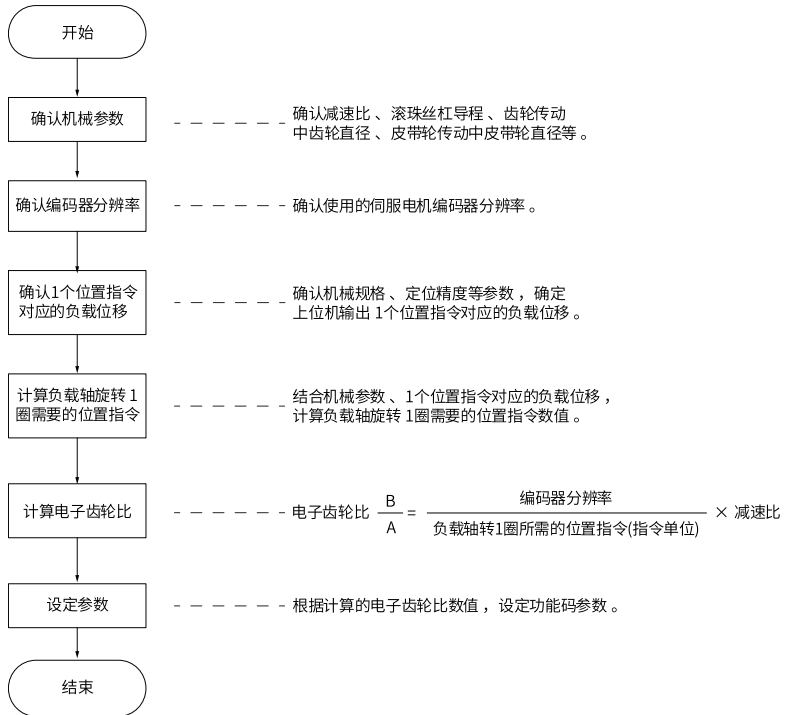 开始
确认机械参数
确认减速比、滚珠丝杠导程、齿轮传动
中齿轮直径、皮带轮传动中皮带轮直径等。
确认编码器分辨率
确认使用的伺服电机编码器分辨率。
确认1个位置指令
对应的负载位移
确认机械规格、定位精度等参数，确定
上位机输出1个位置指令对应的负载位移。
计算负载轴旋转1
圈需要的位置指令
结合机械参数、1个位置指令对应的负载位移，
计算负载轴旋转1圈需要的位置指令数值。
计算电子齿轮比
电子齿轮比 B/A = 编码器分辨率/负载轴转1圈所需的位置指令(指令单位) × 减速比
设定参数
根据计算的电子齿轮比数值，设定功能码参数。
结束